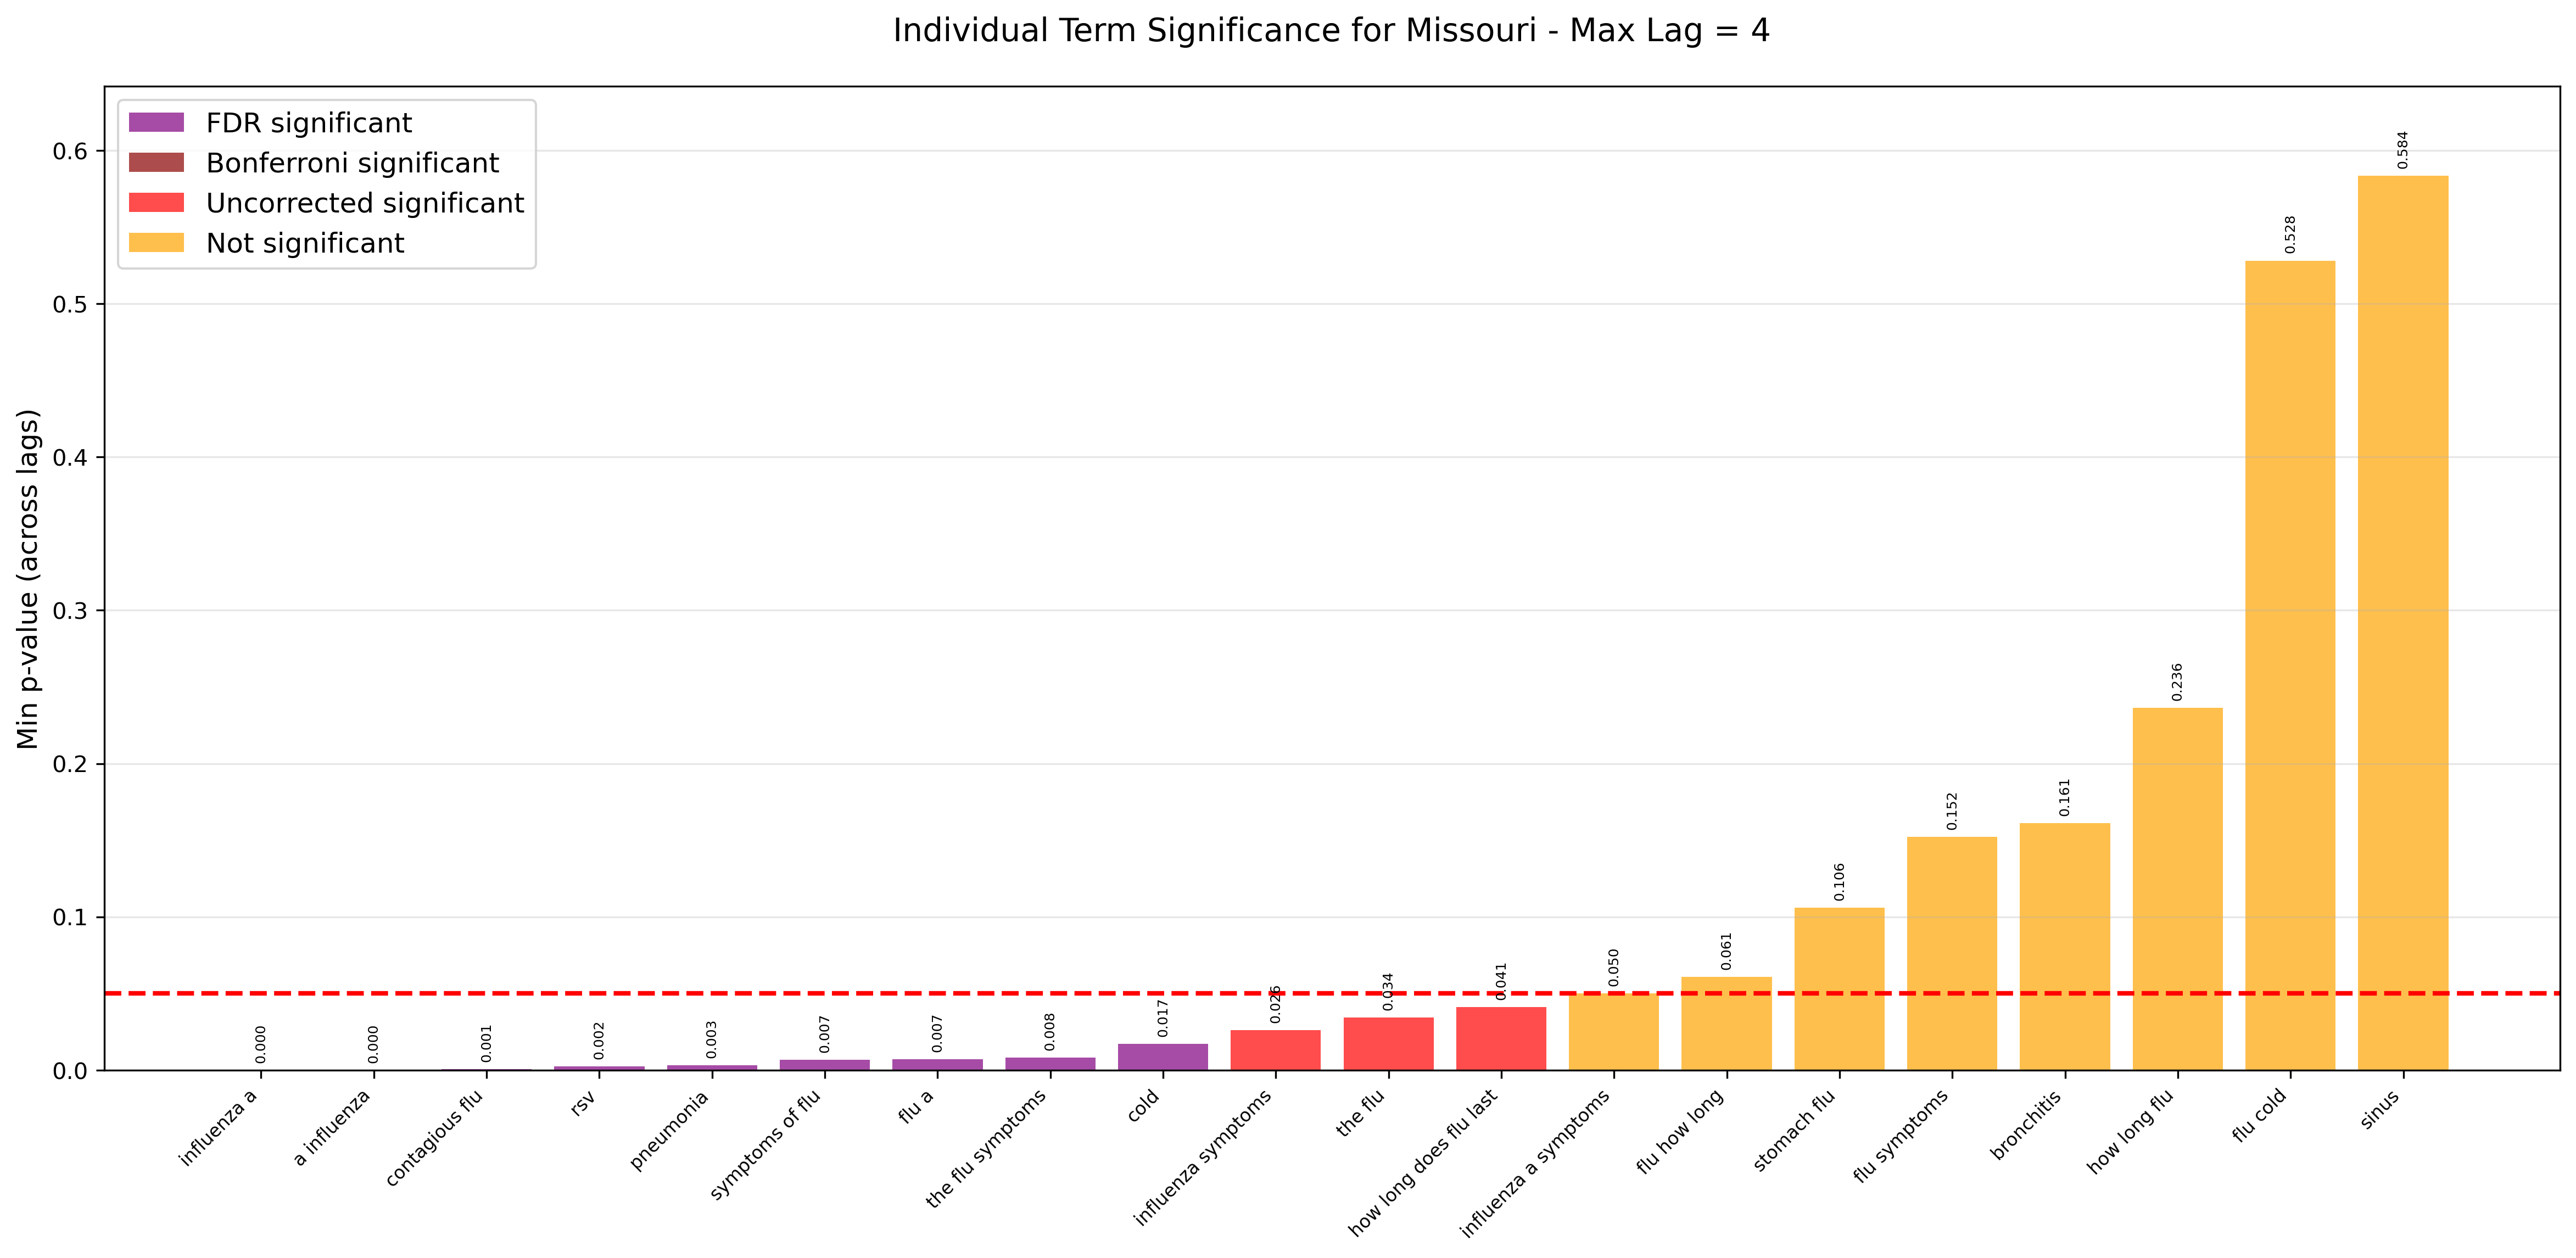 Individual Term Significance for Missouri - Max Lag = 4
FDR significant
Bonferroni significant
Uncorrected significant
Not significant
Min p-value (across lags)
0.6
0.5
0.4
0.3
0.2
0.1
0.0
0.000
0.000
0.001
0.002
0.003
0.007
0.007
0.008
0.017
0.026
0.034
0.041
0.050
0.061
0.106
0.152
0.161
0.236
0.528
0.584
influenza a
a influenza
contagious flu
rsv
pneumonia
symptoms of flu
flu a
the flu symptoms
cold
influenza symptoms
the flu
how long does flu last
influenza a symptoms
flu how long
stomach flu
flu symptoms
bronchitis
how long flu
flu cold
sinus